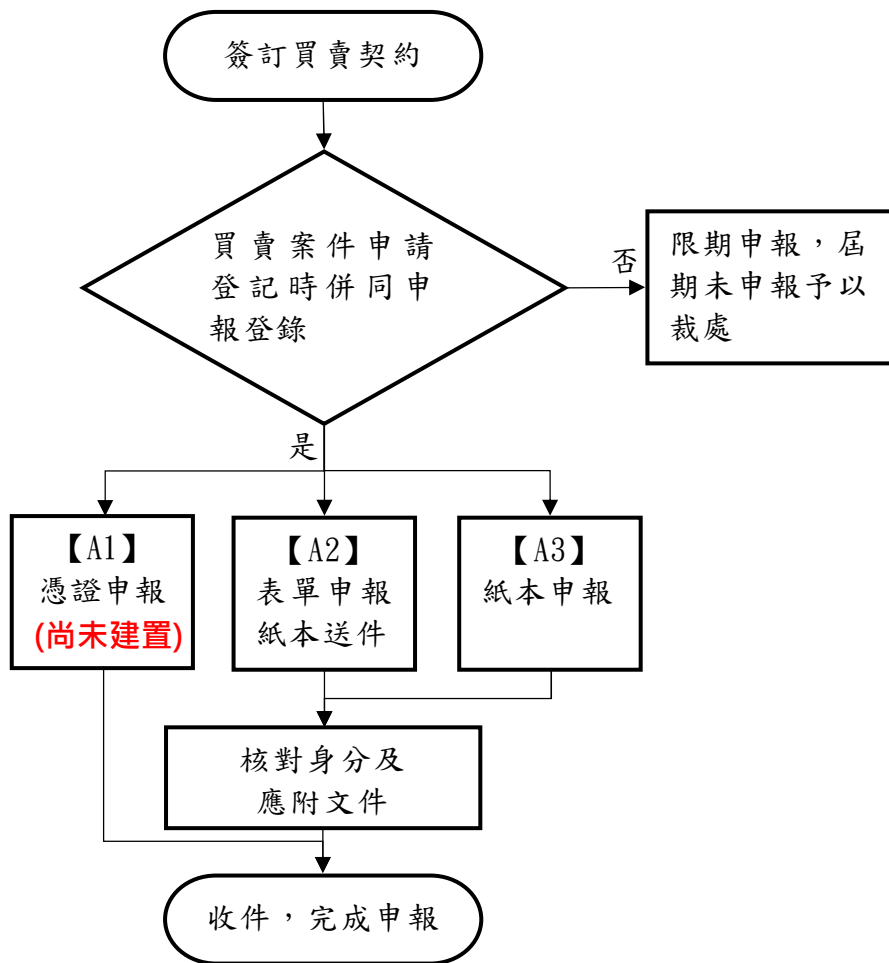 簽訂買賣契約
買賣案件申請
登記時併同申
報登錄
否
限期申報，屆
期未申報予以
裁處
是
【A1】
憑證申報
(尚未建置)
【A2】
表單申報
紙本送件
【A3】
紙本申報
核對身分及
應附文件
收件，完成申報